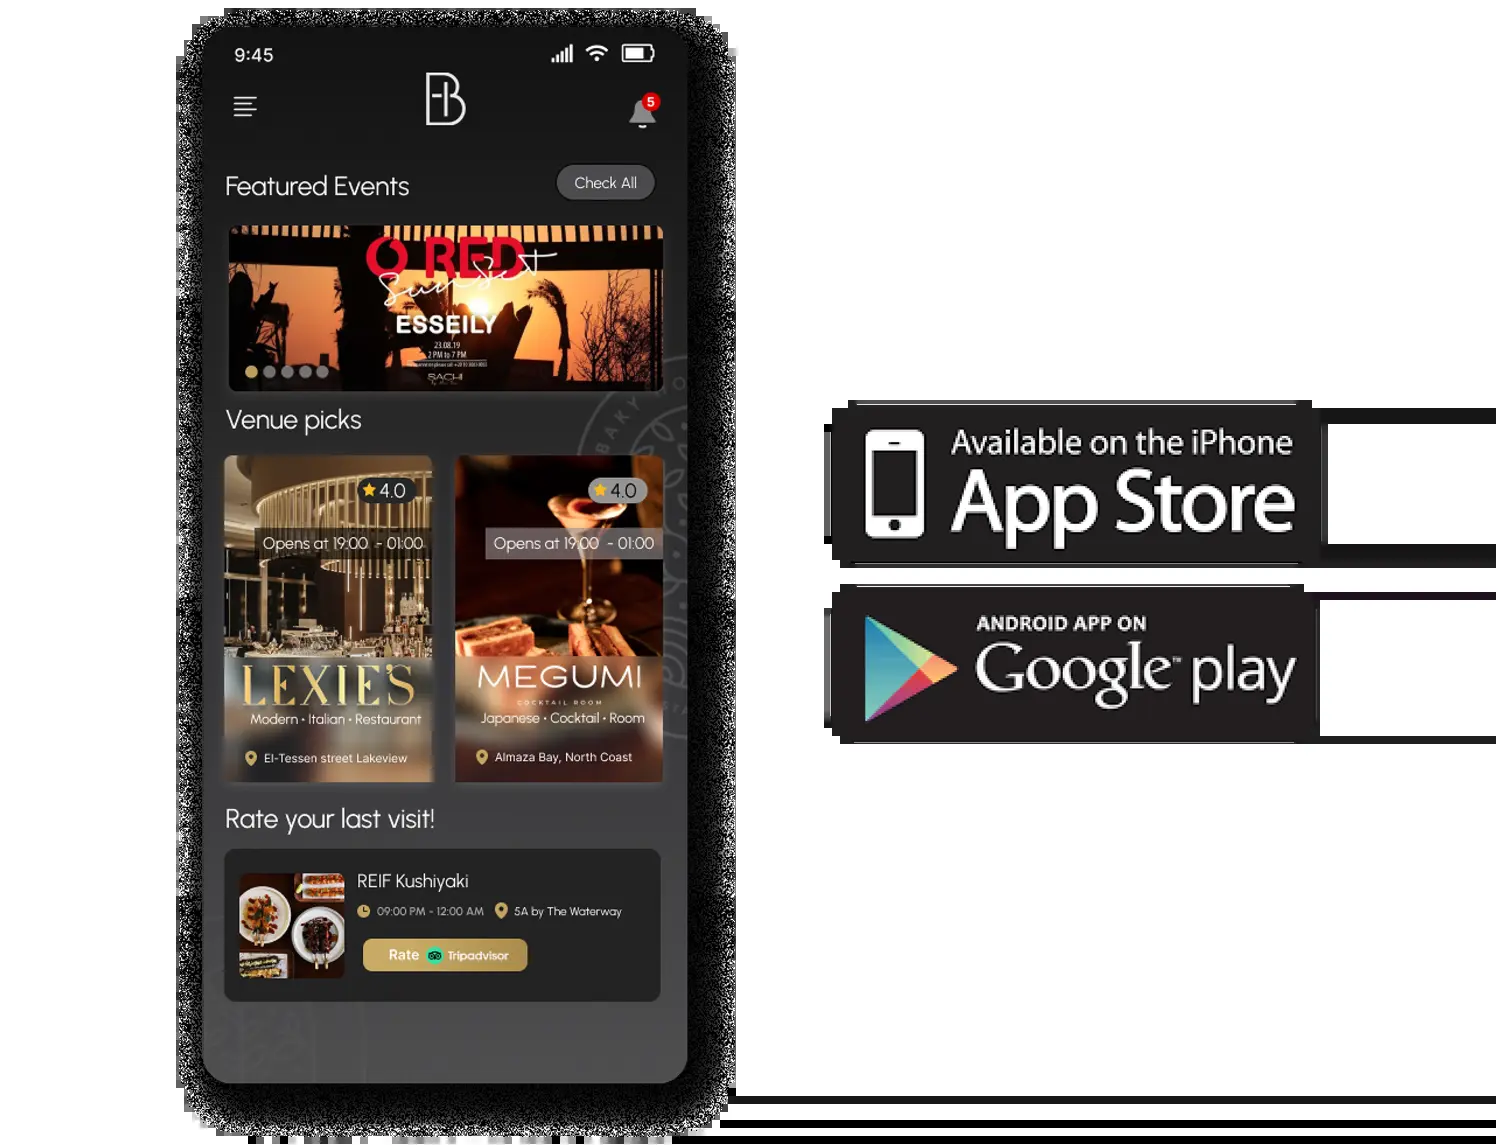 9:45
B
5
Featured Events
Check All
RED
Sunset
ESSEILY
23.08.19
2 PM to 7 PM
SACHI
Venue picks
BAKY HO
4.0
Opens at 19:00 - 01:00
LEXIE'S
Modern • Italian • Restaurant
El-Tessen street Lakeview
4.0
Opens at 19:00 - 01:00
MEGUMI
COCKTAIL ROOM
Japanese • Cocktail • Room
Almaza Bay, North Coast
Rate your last visit!
REIF Kushiyaki
09:00 PM - 12:00 AM
5A by The Waterway
Rate Tripadvisor
Available on the iPhone
App Store
ANDROID APP ON
Google™ play